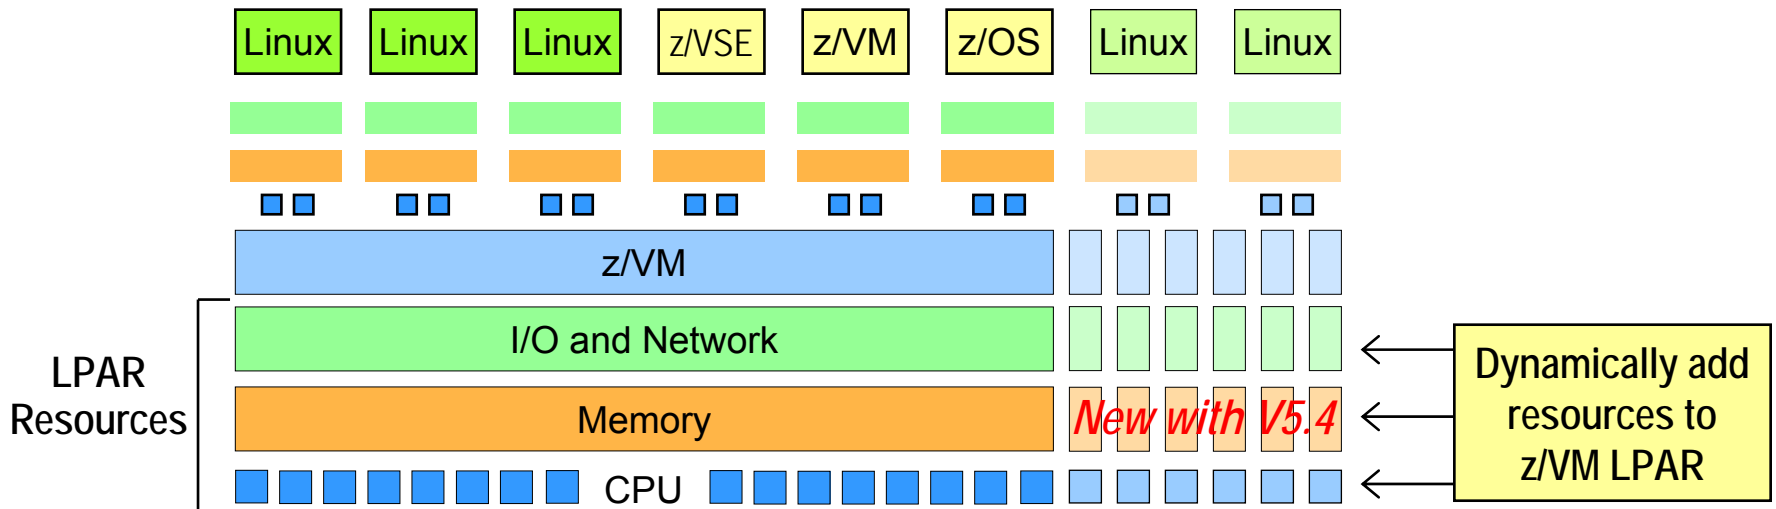 Linux Linux Linux z/VSE z/VM z/OS Linux Linux
z/VM
I/O and Network
LPAR
Resources
Memory
New with V5.4
CPU
Dynamically add
resources to
z/VM LPAR